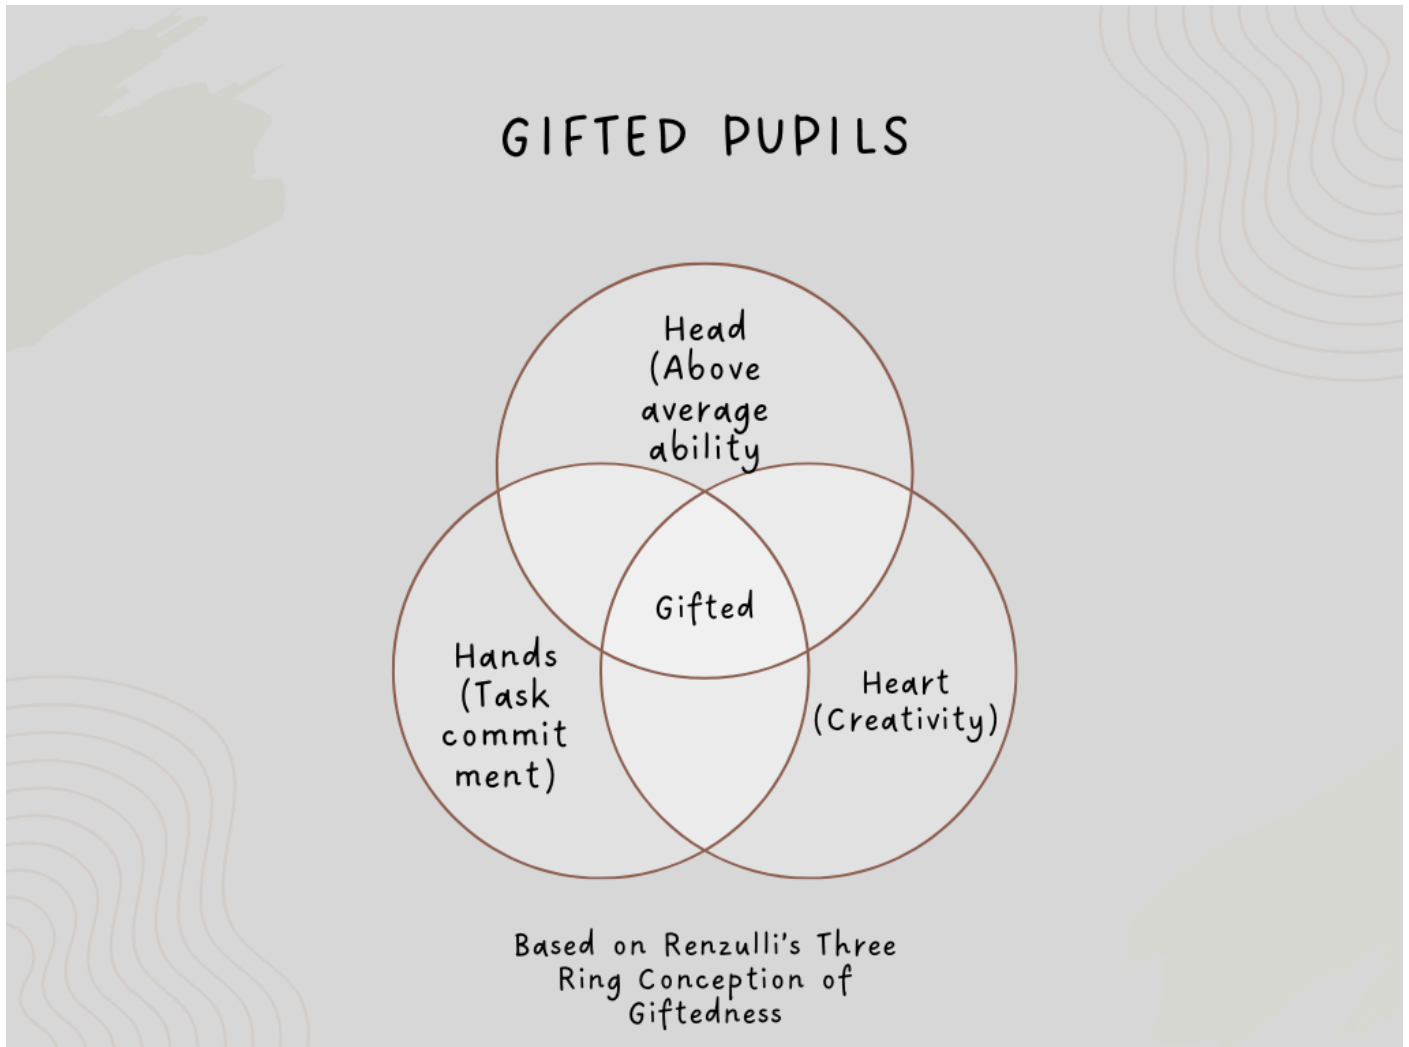 GIFTED PUPILS
Head
(Above
average
ability
Gifted
Hands
(Task
commit
ment)
Heart
(Creativity)
Based on Renzulli's Three
Ring Conception of
Giftedness